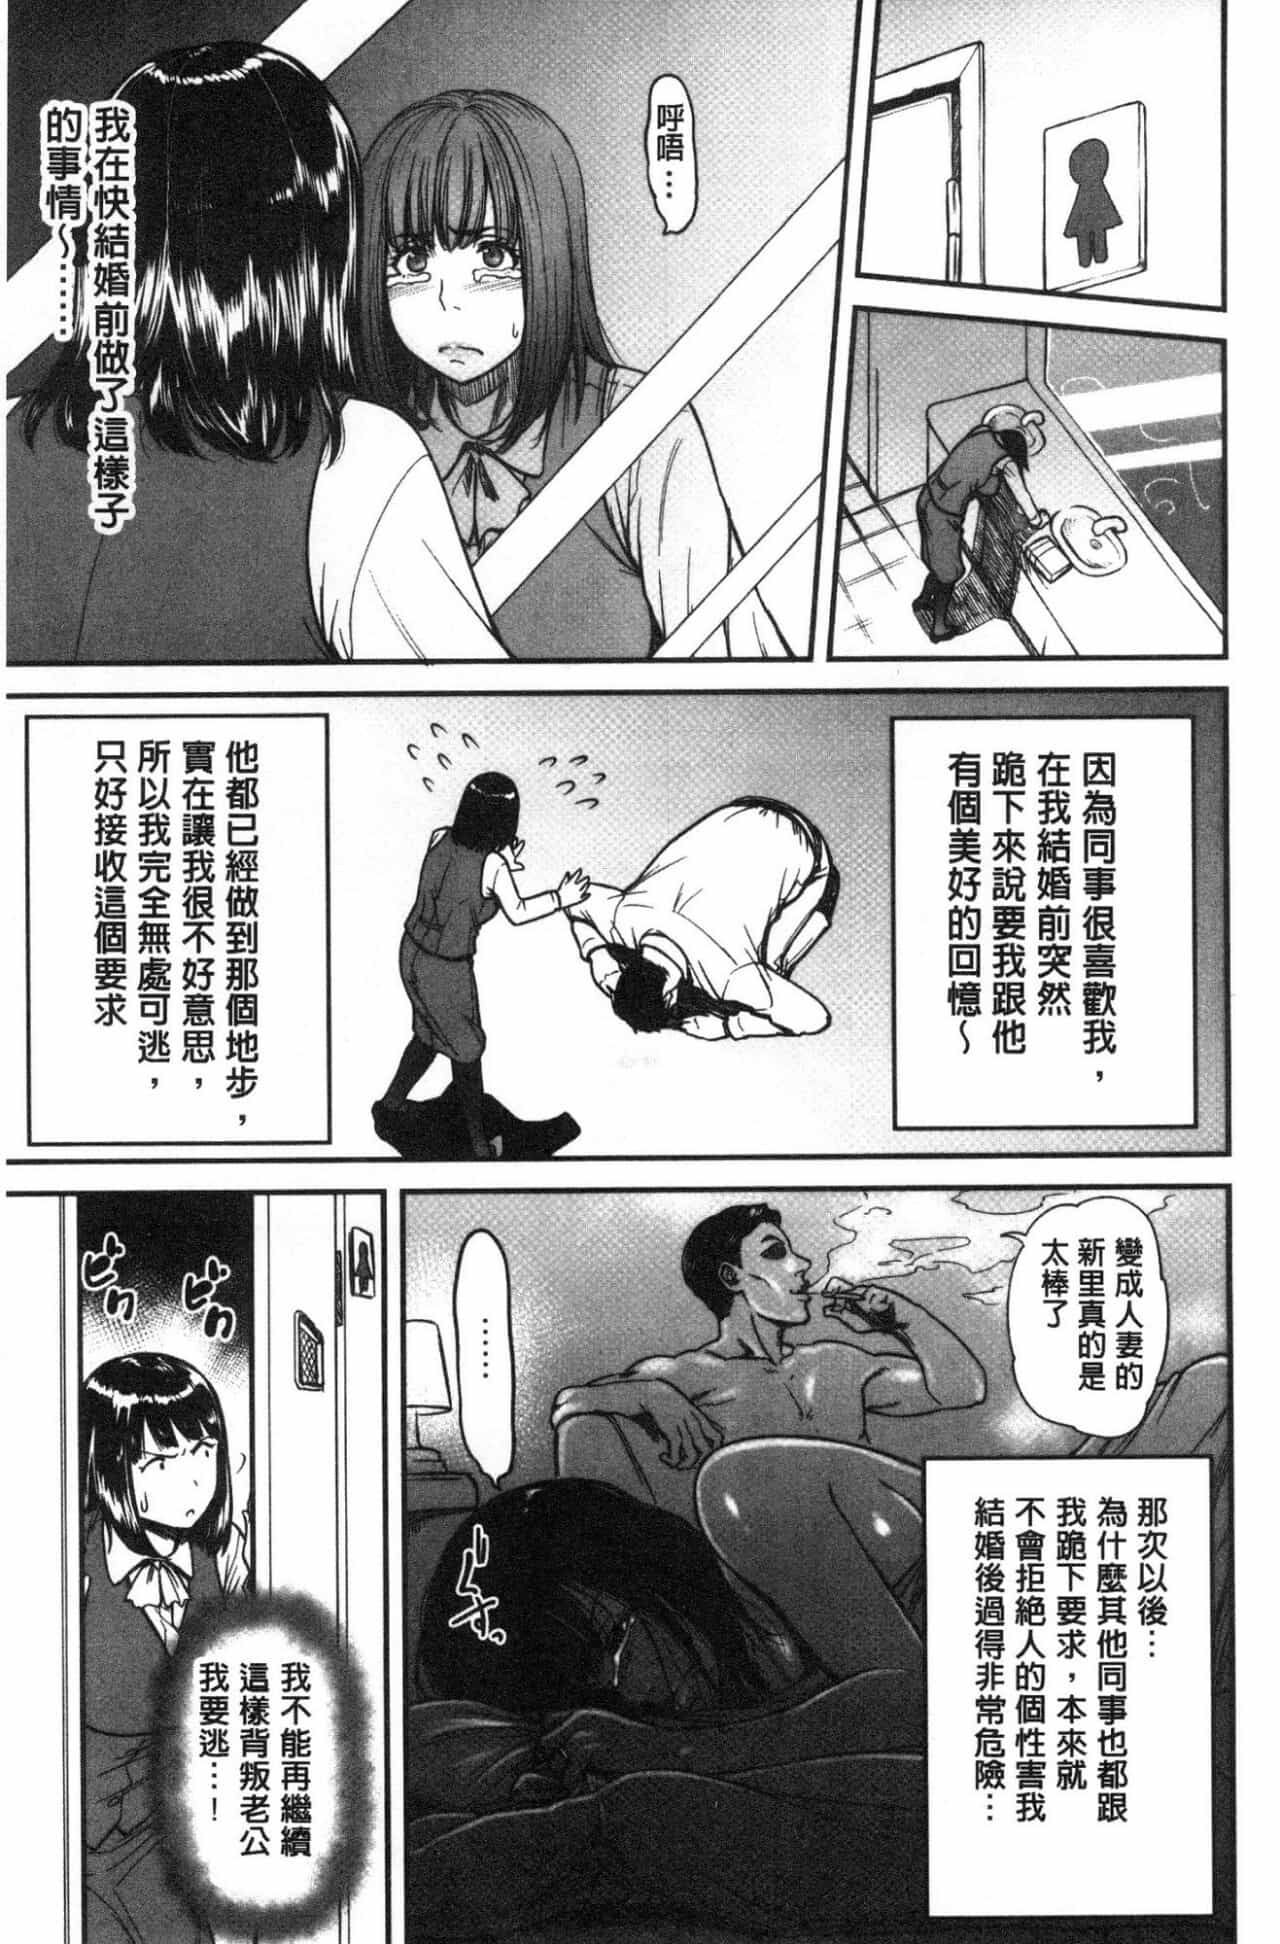 呼唔…
我在快結婚前做了這樣子
的事情～……
因為同事很喜歡我，
在我結婚前突然
跪下來說要我跟他
有個美好的回憶～
他都已經做到那個地步，
實在讓我很不好意思，
所以我完全無處可逃，
只好接收這個要求
變成人妻的
新里真的是
太棒了
那次以後…
為什麼其他同事也都跟
我跪下要求，本來就
不會拒絕人的個性害我
結婚後過得非常危險…
……
ぐす…
ビク
ビク
我不能再繼續
這樣背叛老公
我要逃…！